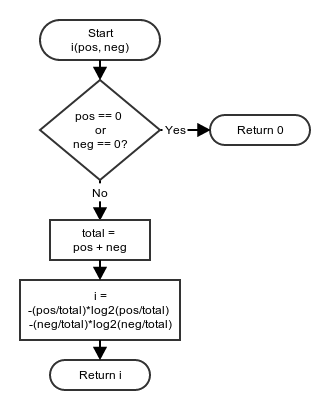 Start
i(pos, neg)
pos == 0
or
neg == 0?
Yes
Return 0
No
total =
pos + neg
i =
-(pos/total)*log2(pos/total)
-(neg/total)*log2(neg/total)
Return i